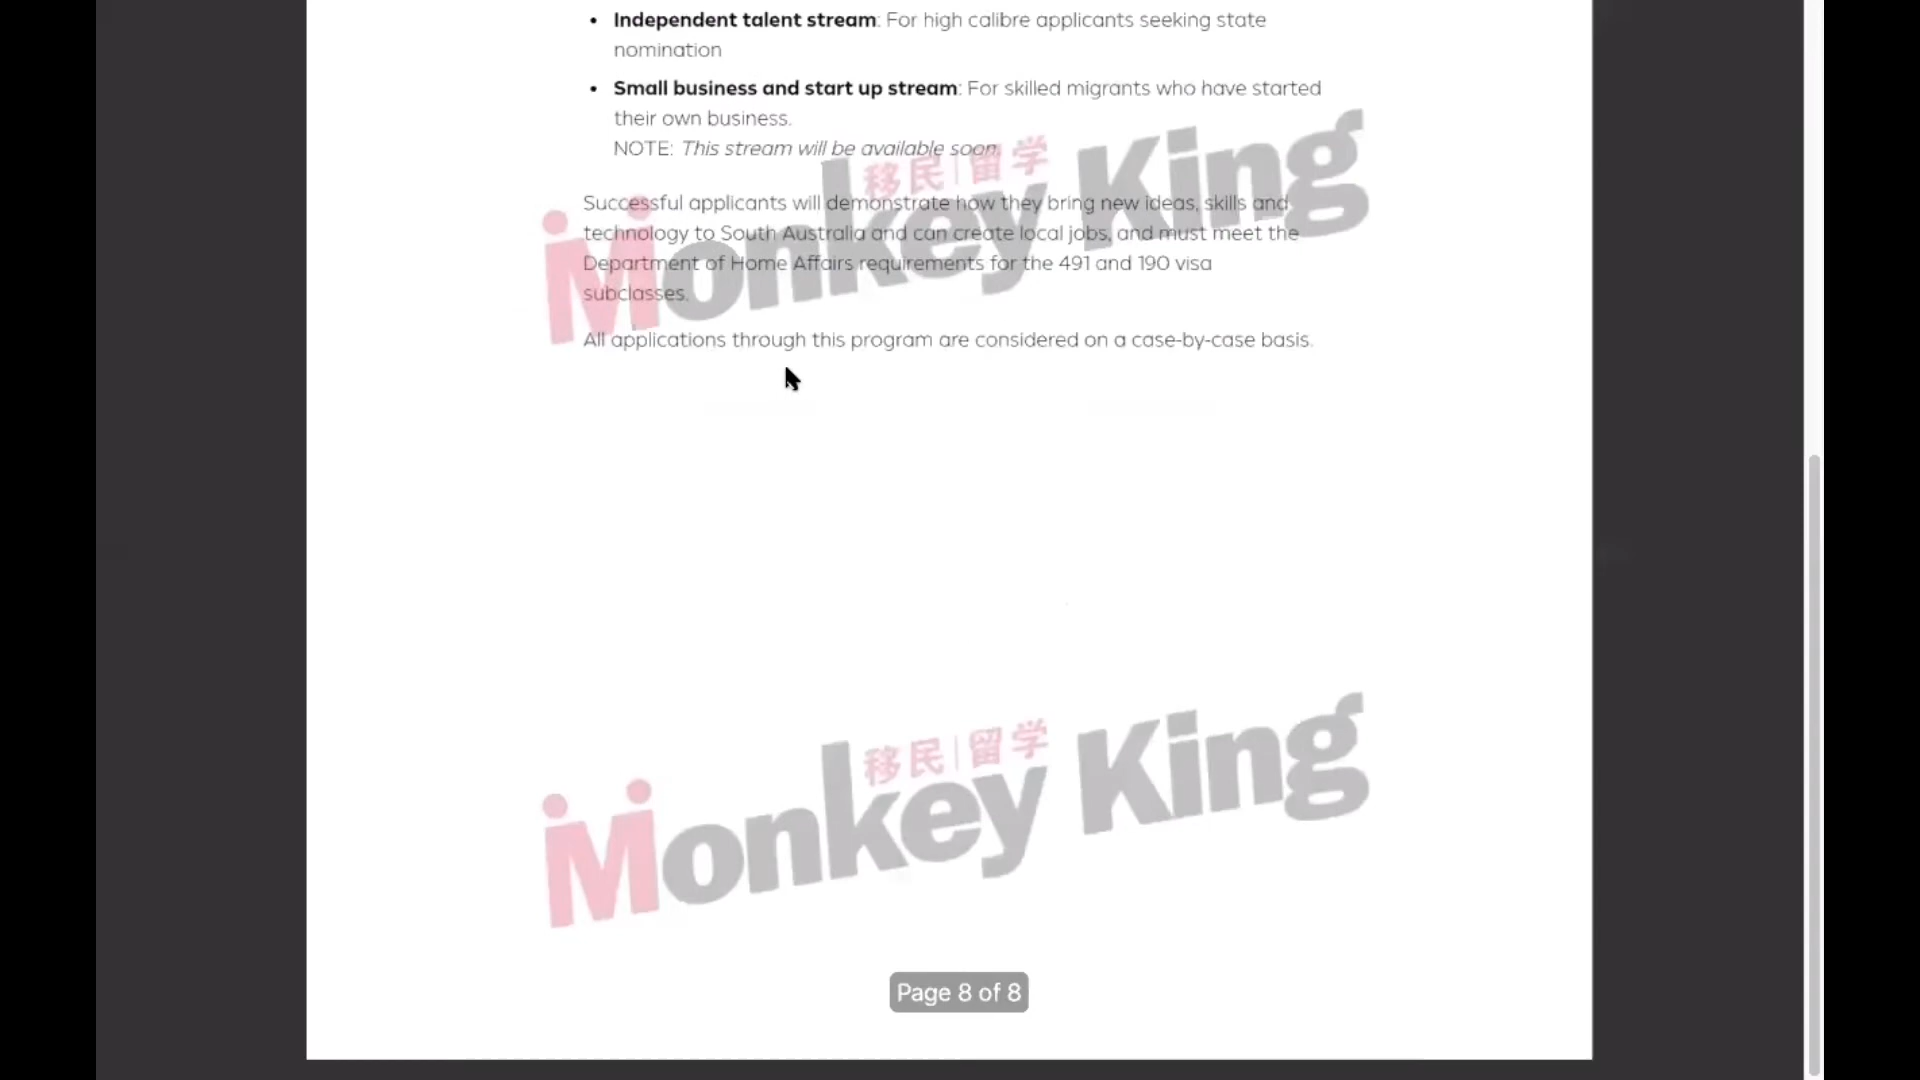 • Independent talent stream: For high calibre applicants seeking state
nomination
• Small business and start up stream: For skilled migrants who have started
their own business.
NOTE: This stream will be available soon.
Successful applicants will demonstrate how they bring new ideas, skills and
technology to South Australia and can create local jobs, and must meet the
Department of Home Affairs requirements for the 491 and 190 visa
subclasses.
All applications through this program are considered on a case-by-case basis.
移民|留学
Monkey King
移民|留学
Monkey King
Page 8 of 8